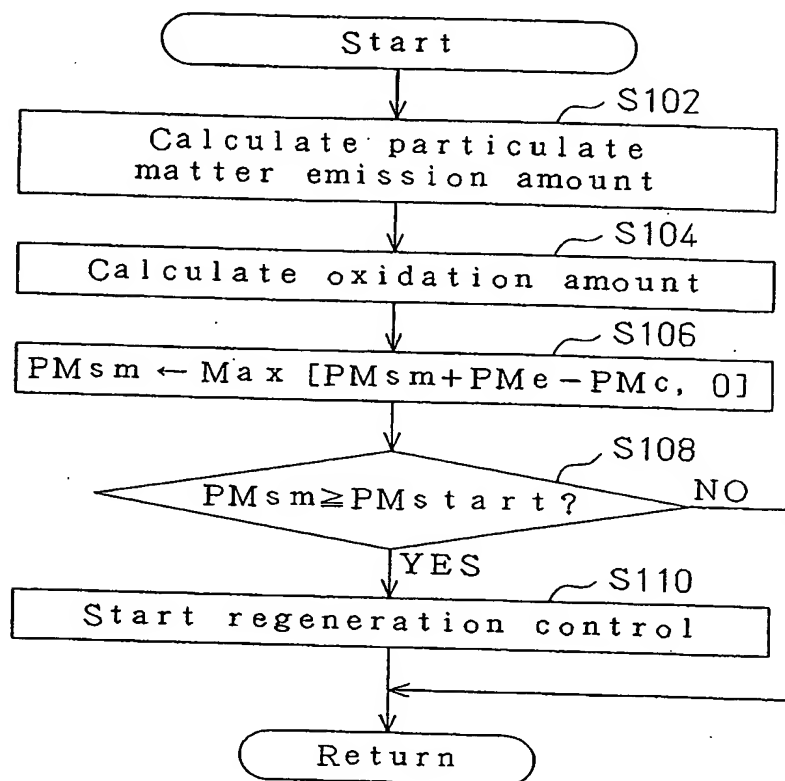 Start
S102
Calculate particulate
matter emission amount
S104
Calculate oxidation amount
S106
PMsm ← Max [PMsm+PMe−PMc, 0]
S108
PMsm≧PMstart?
NO
YES
S110
Start regeneration control
Return